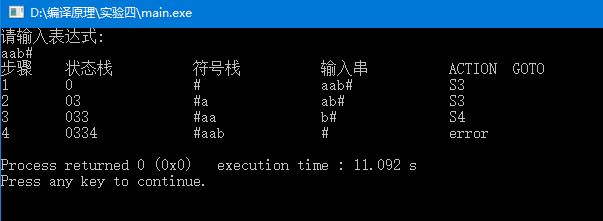 D:\编译原理\实验四\main.exe
请输入表达式:
aab#
步骤 状态栈 符号栈 输入串 ACTION GOTO
1 0 # aab# S3
2 03 #a ab# S3
3 033 #aa b# S4
4 0334 #aab # error
Process returned 0 (0x0) execution time : 11.092 s
Press any key to continue.